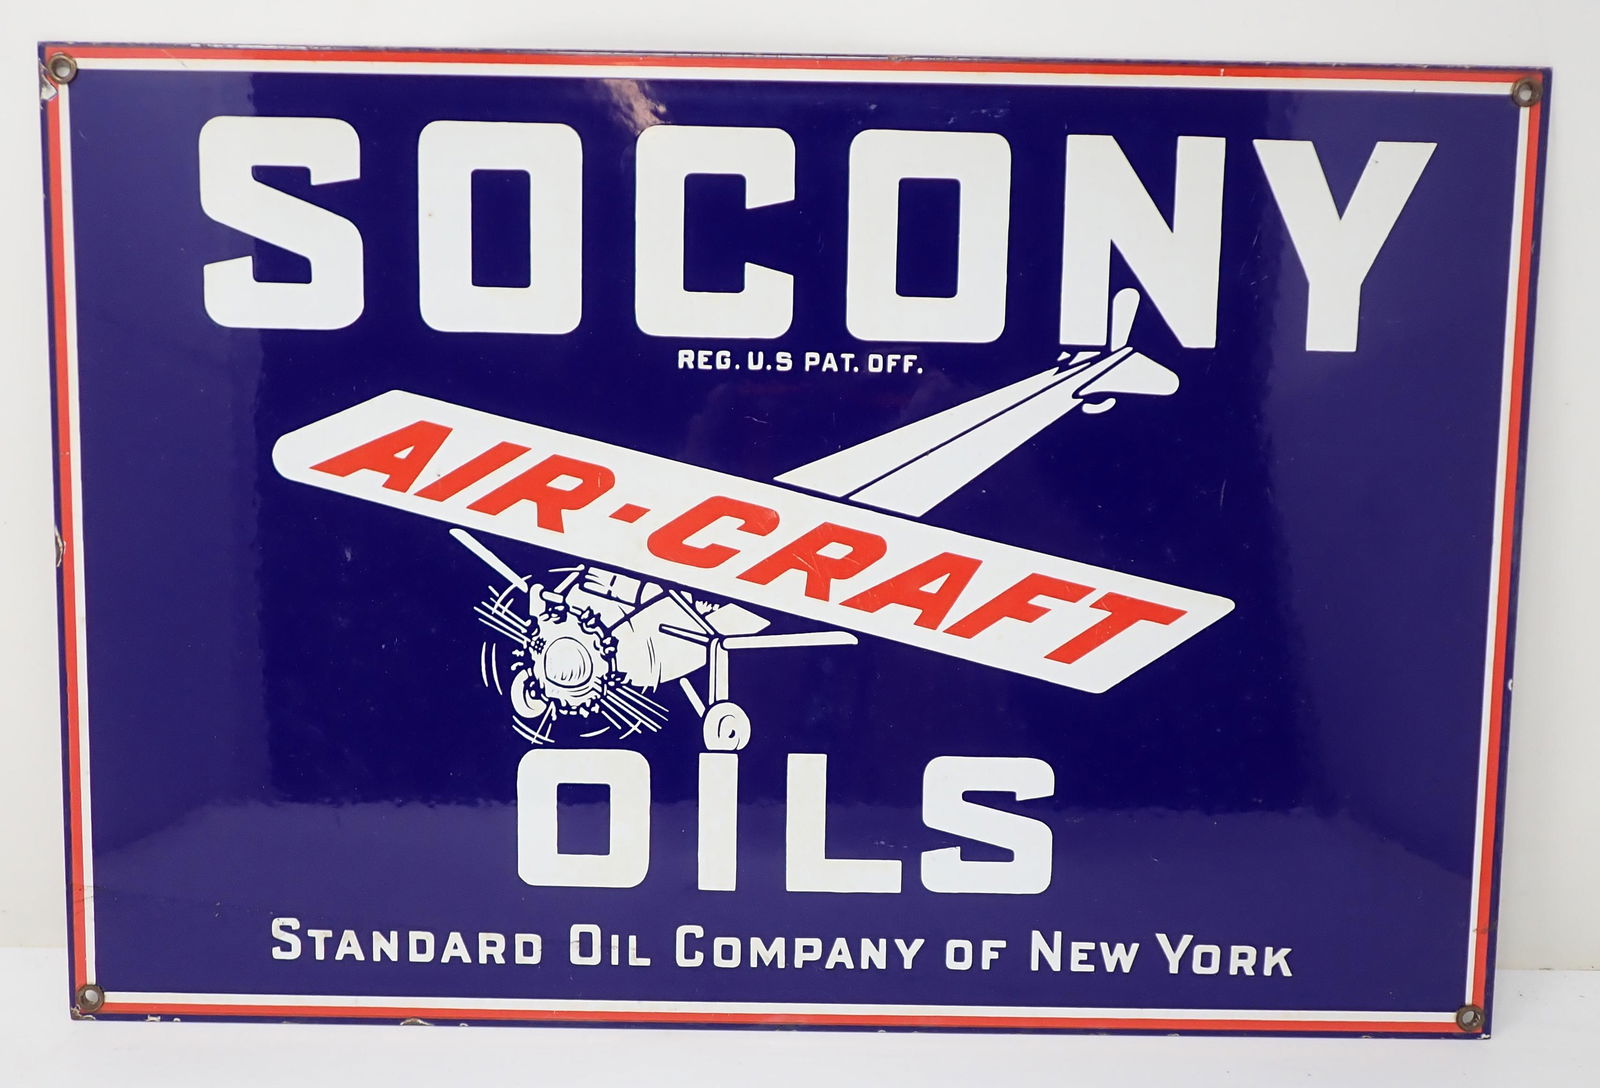 SOCONY
REG. U.S PAT. OFF.
AIR-CRAFT
OILS
STANDARD OIL COMPANY OF NEW YORK